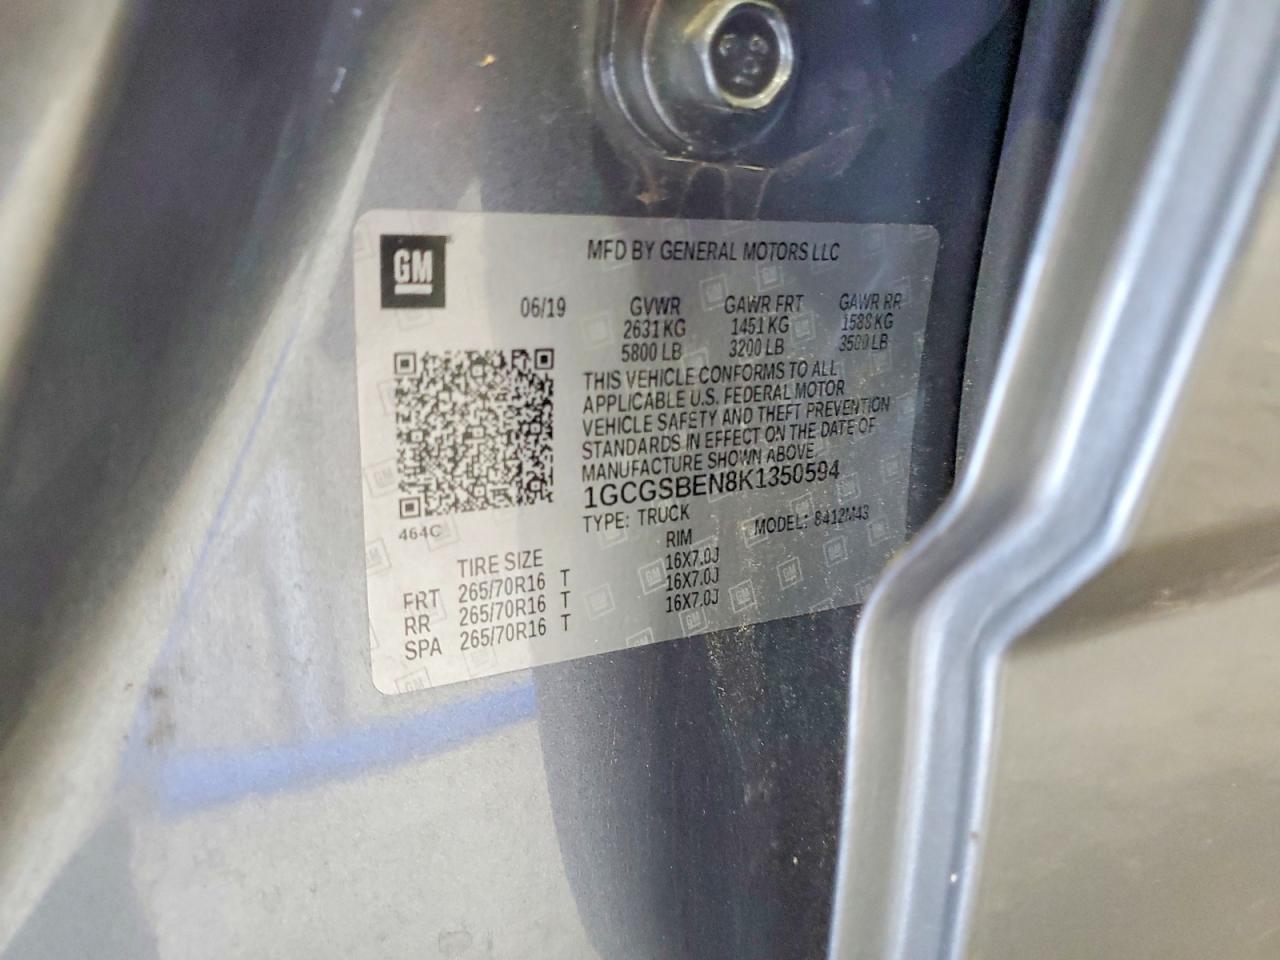 GM
MFD BY GENERAL MOTORS LLC
06/19 GVWR GAWR FRT GAWR RR
2631 KG 1451 KG 1588 KG
5800 LB 3200 LB 3500 LB
THIS VEHICLE CONFORMS TO ALL
APPLICABLE U.S. FEDERAL MOTOR
VEHICLE SAFETY AND THEFT PREVENTION
STANDARDS IN EFFECT ON THE DATE OF
MANUFACTURE SHOWN ABOVE
1GCGSBEN8K1350594
TYPE: TRUCK MODEL: 8412M43
464C
TIRE SIZE RIM
FRT 265/70R16 T 16X7.0J
RR 265/70R16 T 16X7.0J
SPA 265/70R16 T 16X7.0J